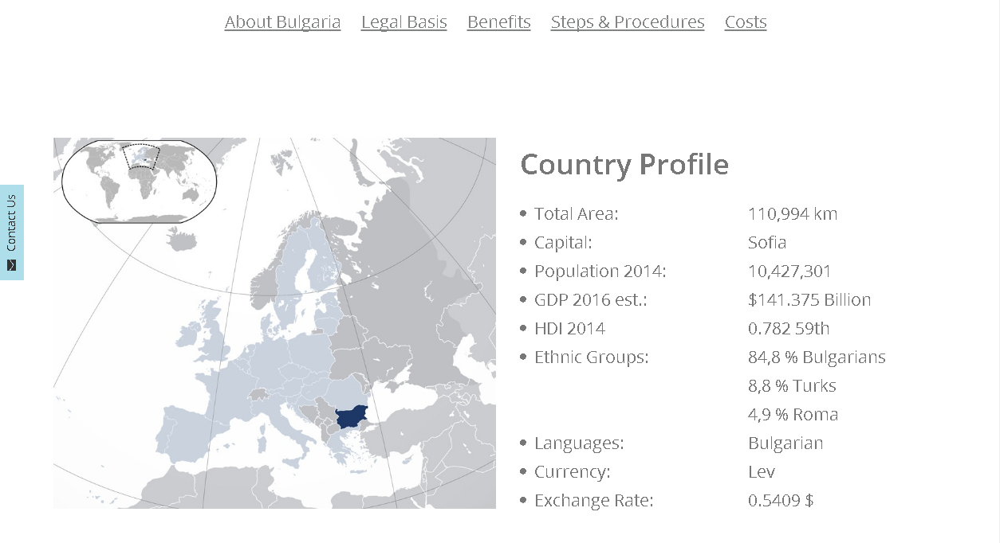 About Bulgaria Legal Basis Benefits Steps & Procedures Costs
Contact Us
Country Profile
• Total Area: 110,994 km
• Capital: Sofia
• Population 2014: 10,427,301
• GDP 2016 est.: $141.375 Billion
• HDI 2014 0.782 59th
• Ethnic Groups: 84,8 % Bulgarians
8,8 % Turks
4,9 % Roma
• Languages: Bulgarian
• Currency: Lev
• Exchange Rate: 0.5409 $